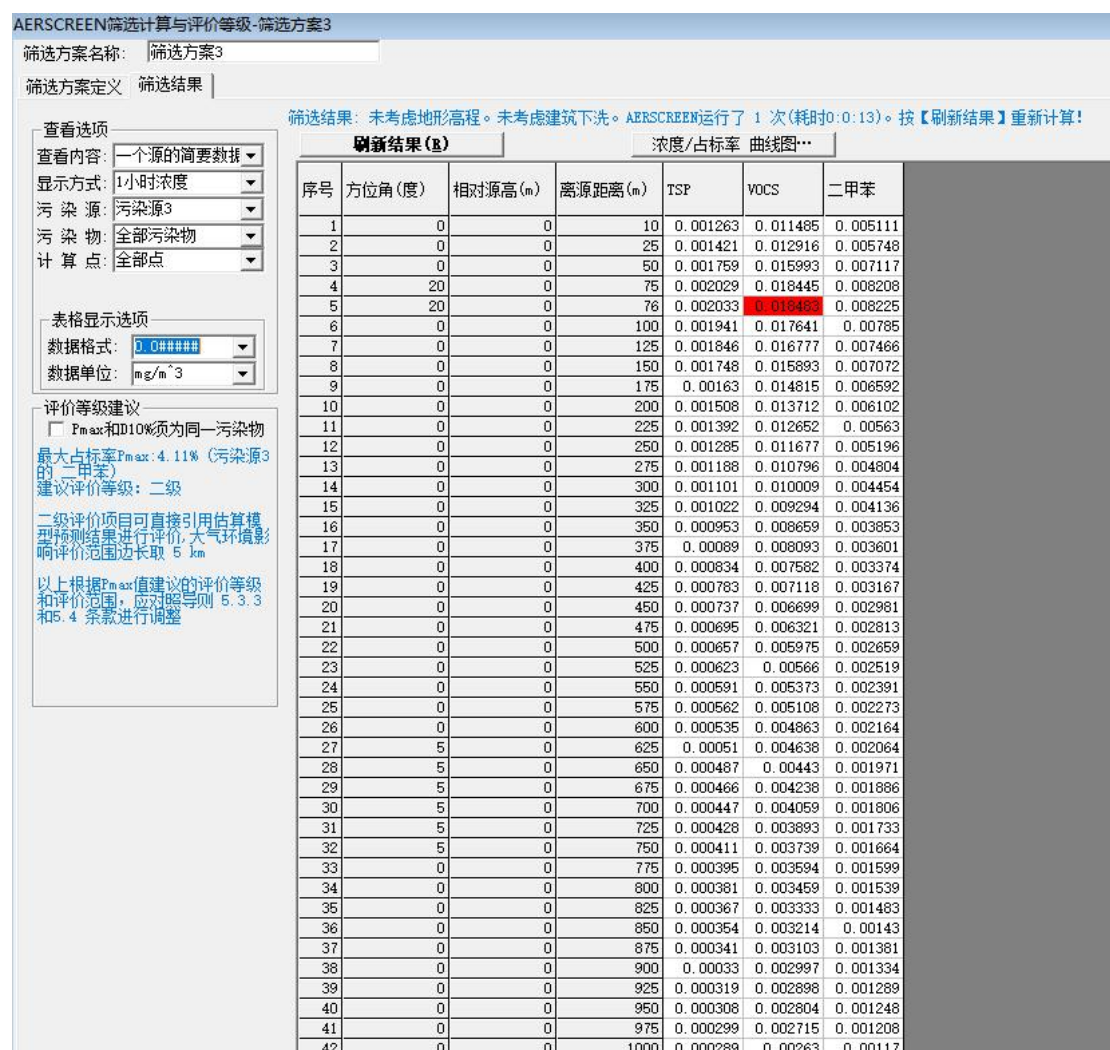 AERSCREEN筛选计算与评价等级-筛选方案3
筛选方案名称: 筛选方案3
筛选方案定义 筛选结果
筛选结果: 未考虑地形高程。未考虑建筑下洗。AERSCREEN运行了 1 次(耗时0:0:13)。按【刷新结果】重新计算!
查看选项
查看内容: 一个源的简要数据
显示方式: 1小时浓度
污 染 源: 污染源3
污 染 物: 全部污染物
计 算 点: 全部点
表格显示选项
数据格式: 0.0#####
数据单位: mg/m^3
评价等级建议
Pmax和D10%须为同一污染物
最大占标率Pmax:4.11% (污染源3
的 二甲苯)
建议评价等级: 二级
二级评价项目可直接引用估算模
型预测结果进行评价,大气环境影
响评价范围边长取 5 km
以上根据Pmax值建议的评价等级
和评价范围, 应对照导则 5.3.3
和5.4 条款进行调整
刷新结果(R) 浓度/占标率 曲线图…
序号 方位角(度) 相对源高(m) 离源距离(m) TSP VOCS 二甲苯
1 0 0 10 0.001263 0.011485 0.005111
2 0 0 25 0.001421 0.012916 0.005748
3 0 0 50 0.001759 0.015993 0.007117
4 20 0 75 0.002029 0.018445 0.008208
5 20 0 76 0.002033 0.018483 0.008225
6 0 0 100 0.001941 0.017641 0.00785
7 0 0 125 0.001846 0.016777 0.007466
8 0 0 150 0.001748 0.015893 0.007072
9 0 0 175 0.00163 0.014815 0.006592
10 0 0 200 0.001508 0.013712 0.006102
11 0 0 225 0.001392 0.012652 0.00563
12 0 0 250 0.001285 0.011677 0.005196
13 0 0 275 0.001188 0.010796 0.004804
14 0 0 300 0.001101 0.010009 0.004454
15 0 0 325 0.001022 0.009294 0.004136
16 0 0 350 0.000953 0.008659 0.003853
17 0 0 375 0.00089 0.008093 0.003601
18 0 0 400 0.000834 0.007582 0.003374
19 0 0 425 0.000783 0.007118 0.003167
20 0 0 450 0.000737 0.006699 0.002981
21 0 0 475 0.000695 0.006321 0.002813
22 0 0 500 0.000657 0.005975 0.002659
23 0 0 525 0.000623 0.00566 0.002519
24 0 0 550 0.000591 0.005373 0.002391
25 0 0 575 0.000562 0.005108 0.002273
26 0 0 600 0.000535 0.004863 0.002164
27 5 0 625 0.00051 0.004638 0.002064
28 5 0 650 0.000487 0.00443 0.001971
29 5 0 675 0.000466 0.004238 0.001886
30 5 0 700 0.000447 0.004059 0.001806
31 5 0 725 0.000428 0.003893 0.001733
32 5 0 750 0.000411 0.003739 0.001664
33 0 0 775 0.000395 0.003594 0.001599
34 0 0 800 0.000381 0.003459 0.001539
35 0 0 825 0.000367 0.003333 0.001483
36 0 0 850 0.000354 0.003214 0.00143
37 0 0 875 0.000341 0.003103 0.001381
38 0 0 900 0.00033 0.002997 0.001334
39 0 0 925 0.000319 0.002898 0.001289
40 0 0 950 0.000308 0.002804 0.001248
41 0 0 975 0.000299 0.002715 0.001208
42 0 0 1000 0.000289 0.00263 0.00117